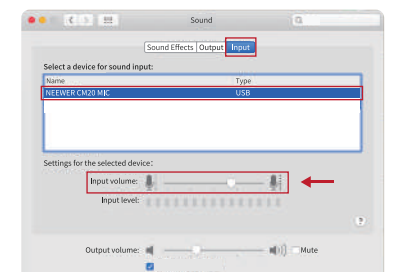 Sound
Sound Effects Output Input
Select a device for sound input:
Name Type
NEEWER CM20 MIC USB
Settings for the selected device:
Input volume:
Input level:
?
Output volume: Mute